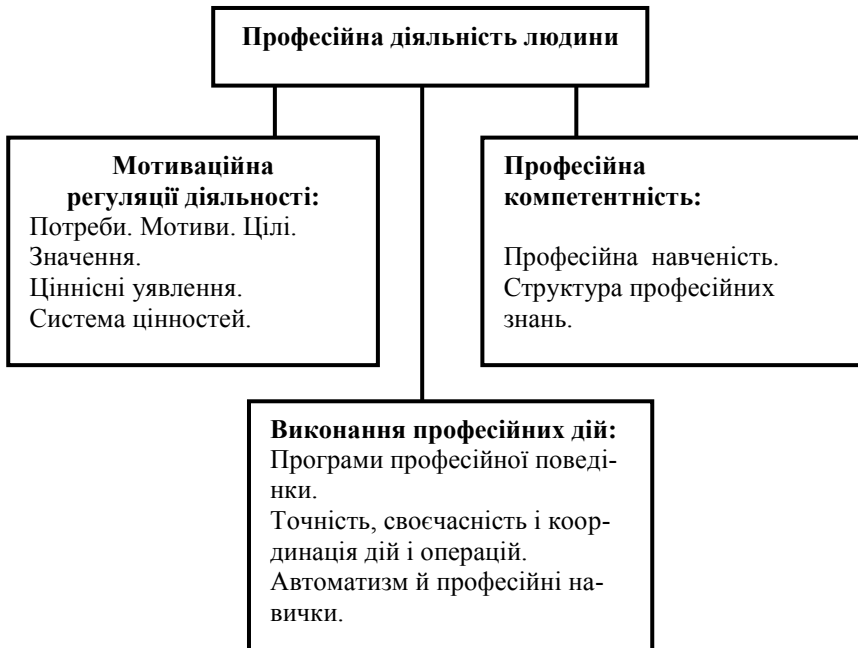 Професійна діяльність людини
Мотиваційна
регуляції діяльності:
Потреби. Мотиви. Цілі.
Значення.
Ціннісні уявлення.
Система цінностей.
Професійна
компетентність:
Професійна навченість.
Структура професійних
знань.
Виконання професійних дій:
Програми професійної поведі-
нки.
Точність, своєчасність і коор-
динація дій і операцій.
Автоматизм й професійні на-
вички.